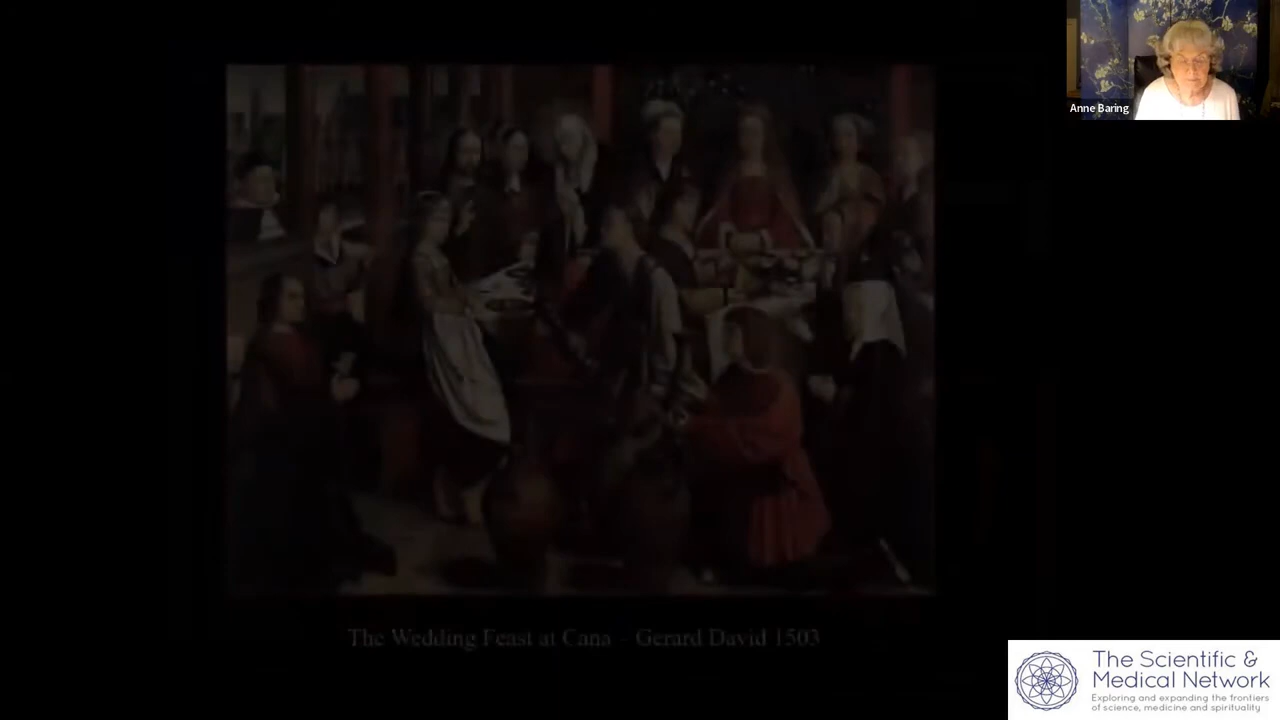 Anne Baring
The Wedding Feast at Cana - Gerard David 1503
The Scientific &
Medical Network
Exploring and expanding the frontiers
of science, medicine and spirituality